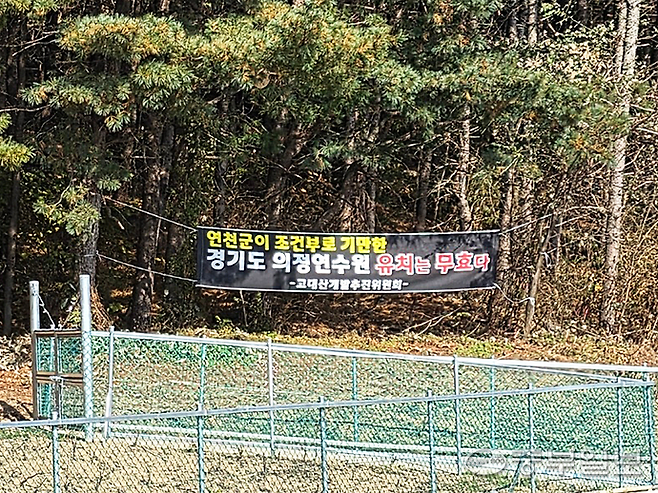 연천군이 조건부로 기만한
경기도 의정연수원 유치는 무효다
-고대산개발추진위원회-